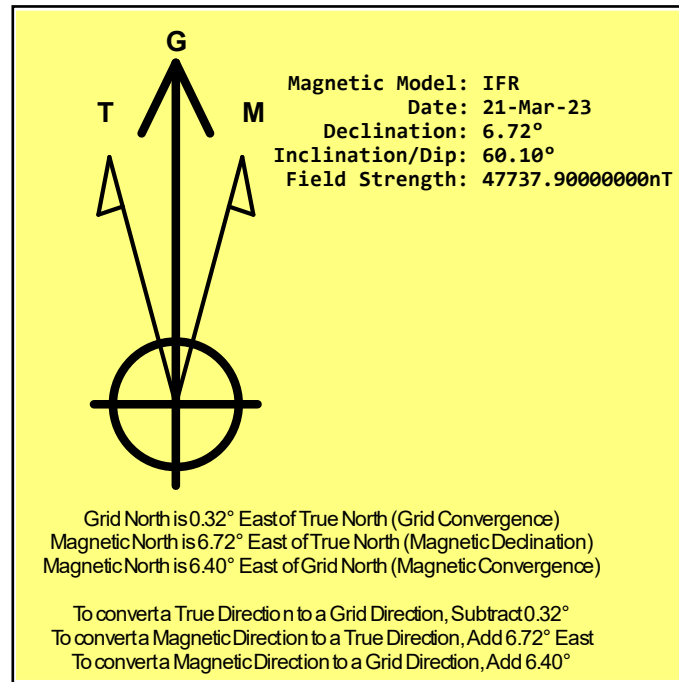 G
T
M
Magnetic Model: IFR
Date: 21-Mar-23
Declination: 6.72°
Inclination/Dip: 60.10°
Field Strength: 47737.90000000nT
Grid North is 0.32° East of True North (Grid Convergence)
Magnetic North is 6.72° East of True North (Magnetic Declination)
Magnetic North is 6.40° East of Grid North (Magnetic Convergence)
To convert a True Direction to a Grid Direction, Subtract 0.32°
To convert a Magnetic Direction to a True Direction, Add 6.72° East
To convert a Magnetic Direction to a Grid Direction, Add 6.40°